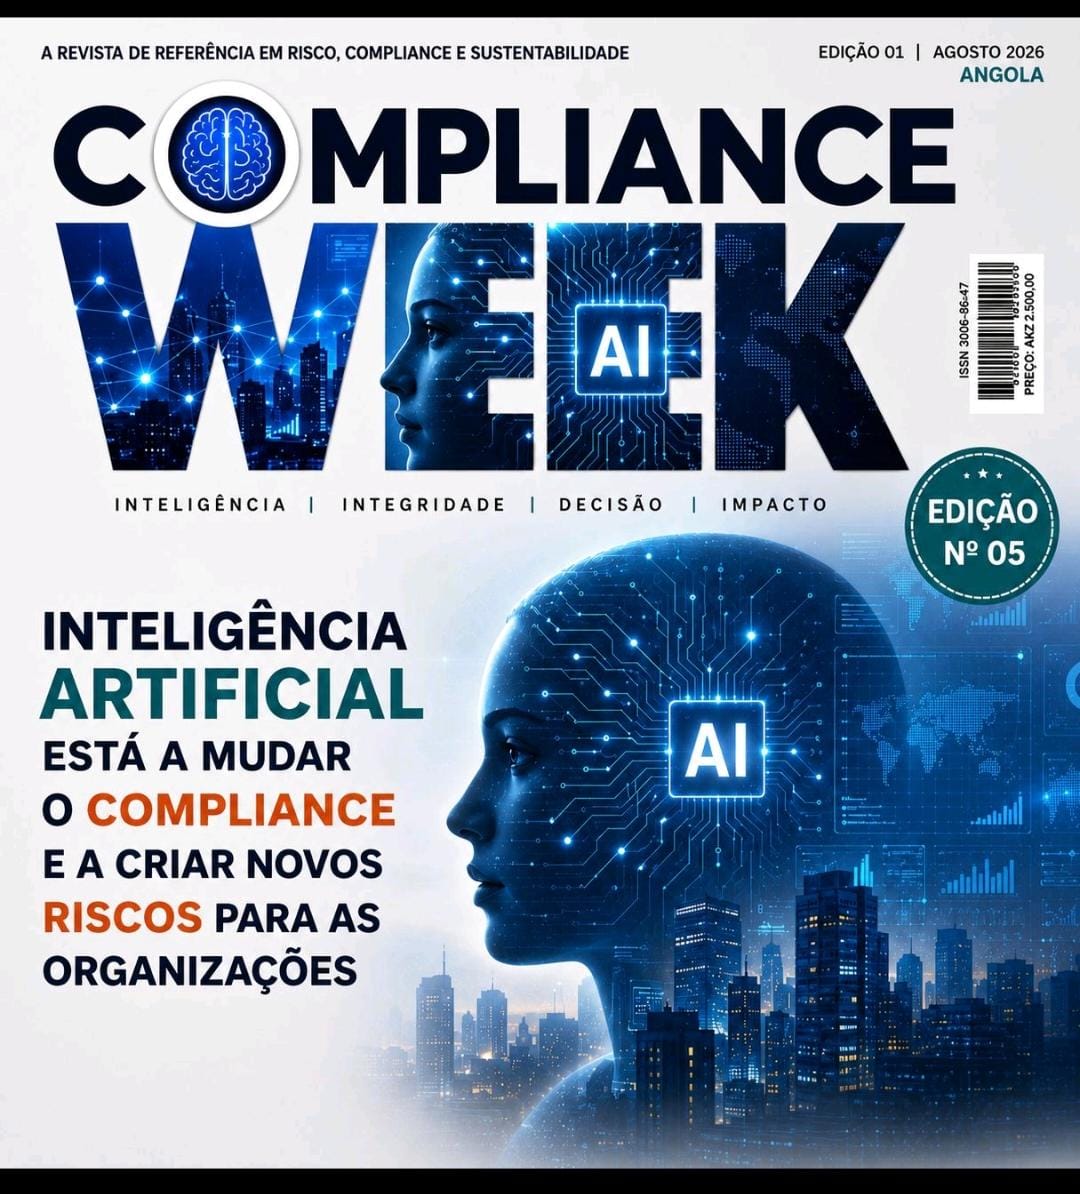 A REVISTA DE REFERÊNCIA EM RISCO, COMPLIANCE E SUSTENTABILIDADE
EDIÇÃO 01 | AGOSTO 2026
ANGOLA
COMPLIANCE
WEEK
AI
ISSN 3006-86-47
PREÇO: AKZ 2.500,00
INTELIGÊNCIA | INTEGRIDADE | DECISÃO | IMPACTO
EDIÇÃO
Nº 05
INTELIGÊNCIA
ARTIFICIAL
ESTÁ A MUDAR
O COMPLIANCE
E A CRIAR NOVOS
RISCOS PARA AS
ORGANIZAÇÕES
AI